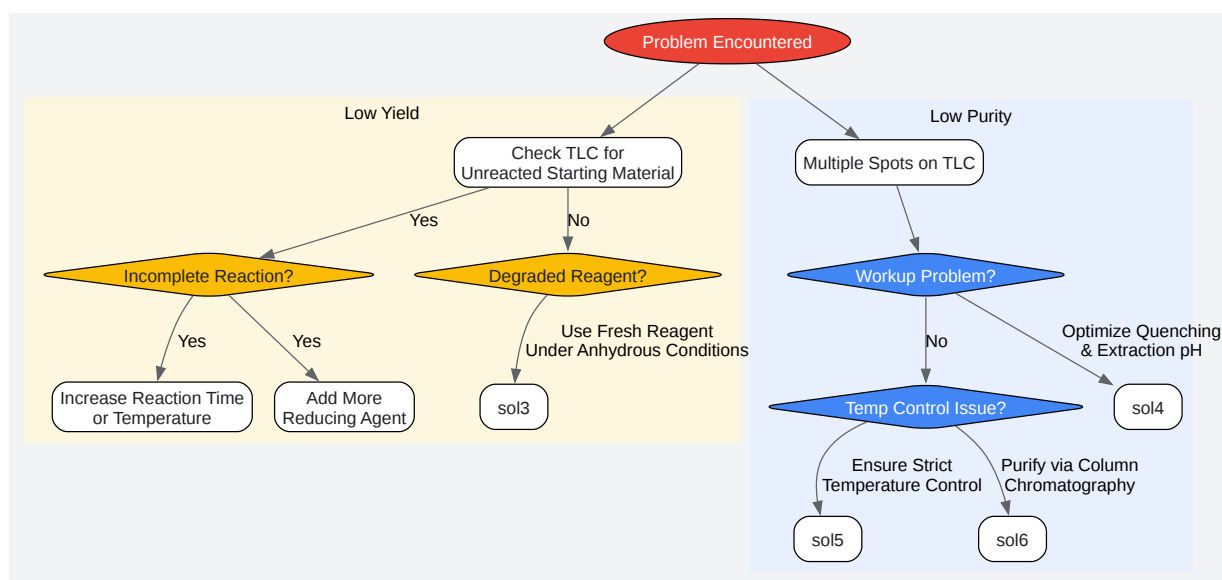 Problem Encountered
Low Yield
Low Purity
Check TLC for
Unreacted Starting Material
Multiple Spots on TLC
Yes
No
Incomplete Reaction?
Degraded Reagent?
Workup Problem?
Yes
Yes
Use Fresh Reagent
Under Anhydrous Conditions
No
Optimize Quenching
& Extraction pH
Increase Reaction Time
or Temperature
Add More
Reducing Agent
sol3
Temp Control Issue?
sol4
Ensure Strict
Temperature Control
Purify via Column
Chromatography
sol5
sol6